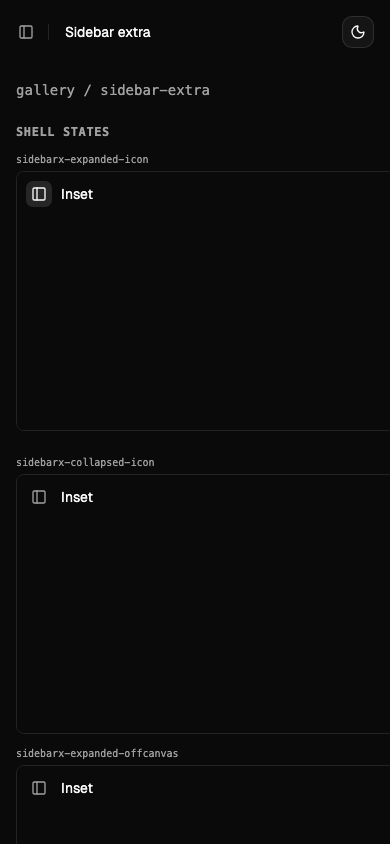 Sidebar extra
gallery / sidebar-extra
SHELL STATES
sidebarx-expanded-icon
Inset
sidebarx-collapsed-icon
Inset
sidebarx-expanded-offcanvas
Inset